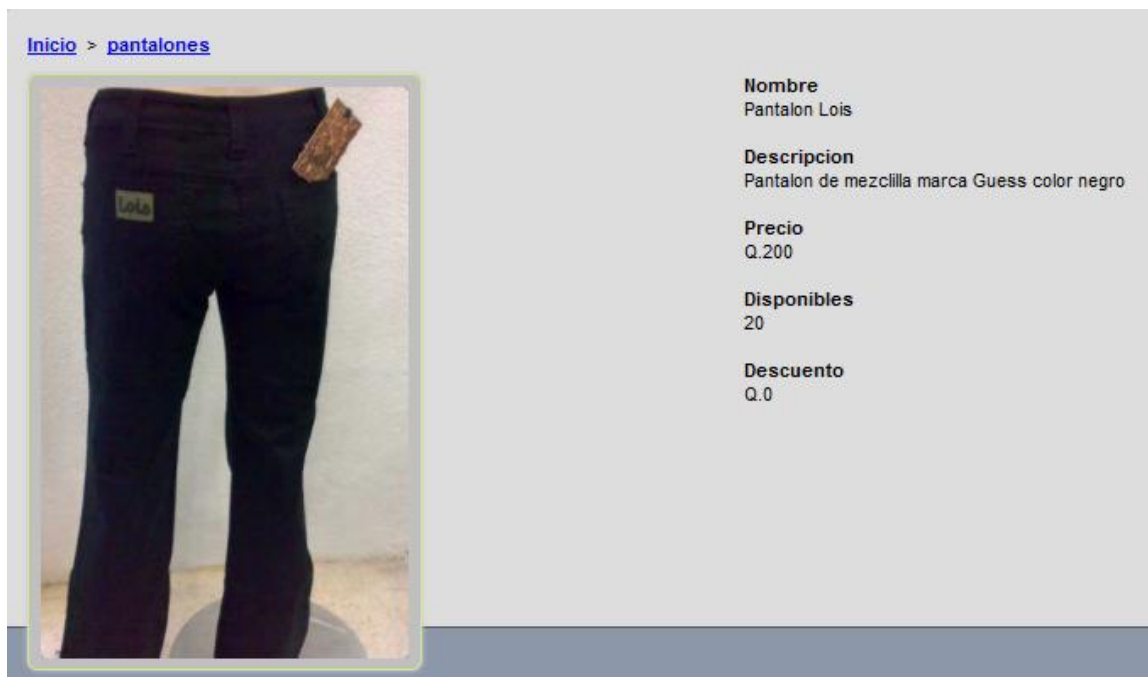 Inicio > pantalones
Lois
Nombre
Pantalon Lois
Descripcion
Pantalon de mezclilla marca Guess color negro
Precio
Q.200
Disponibles
20
Descuento
Q.0